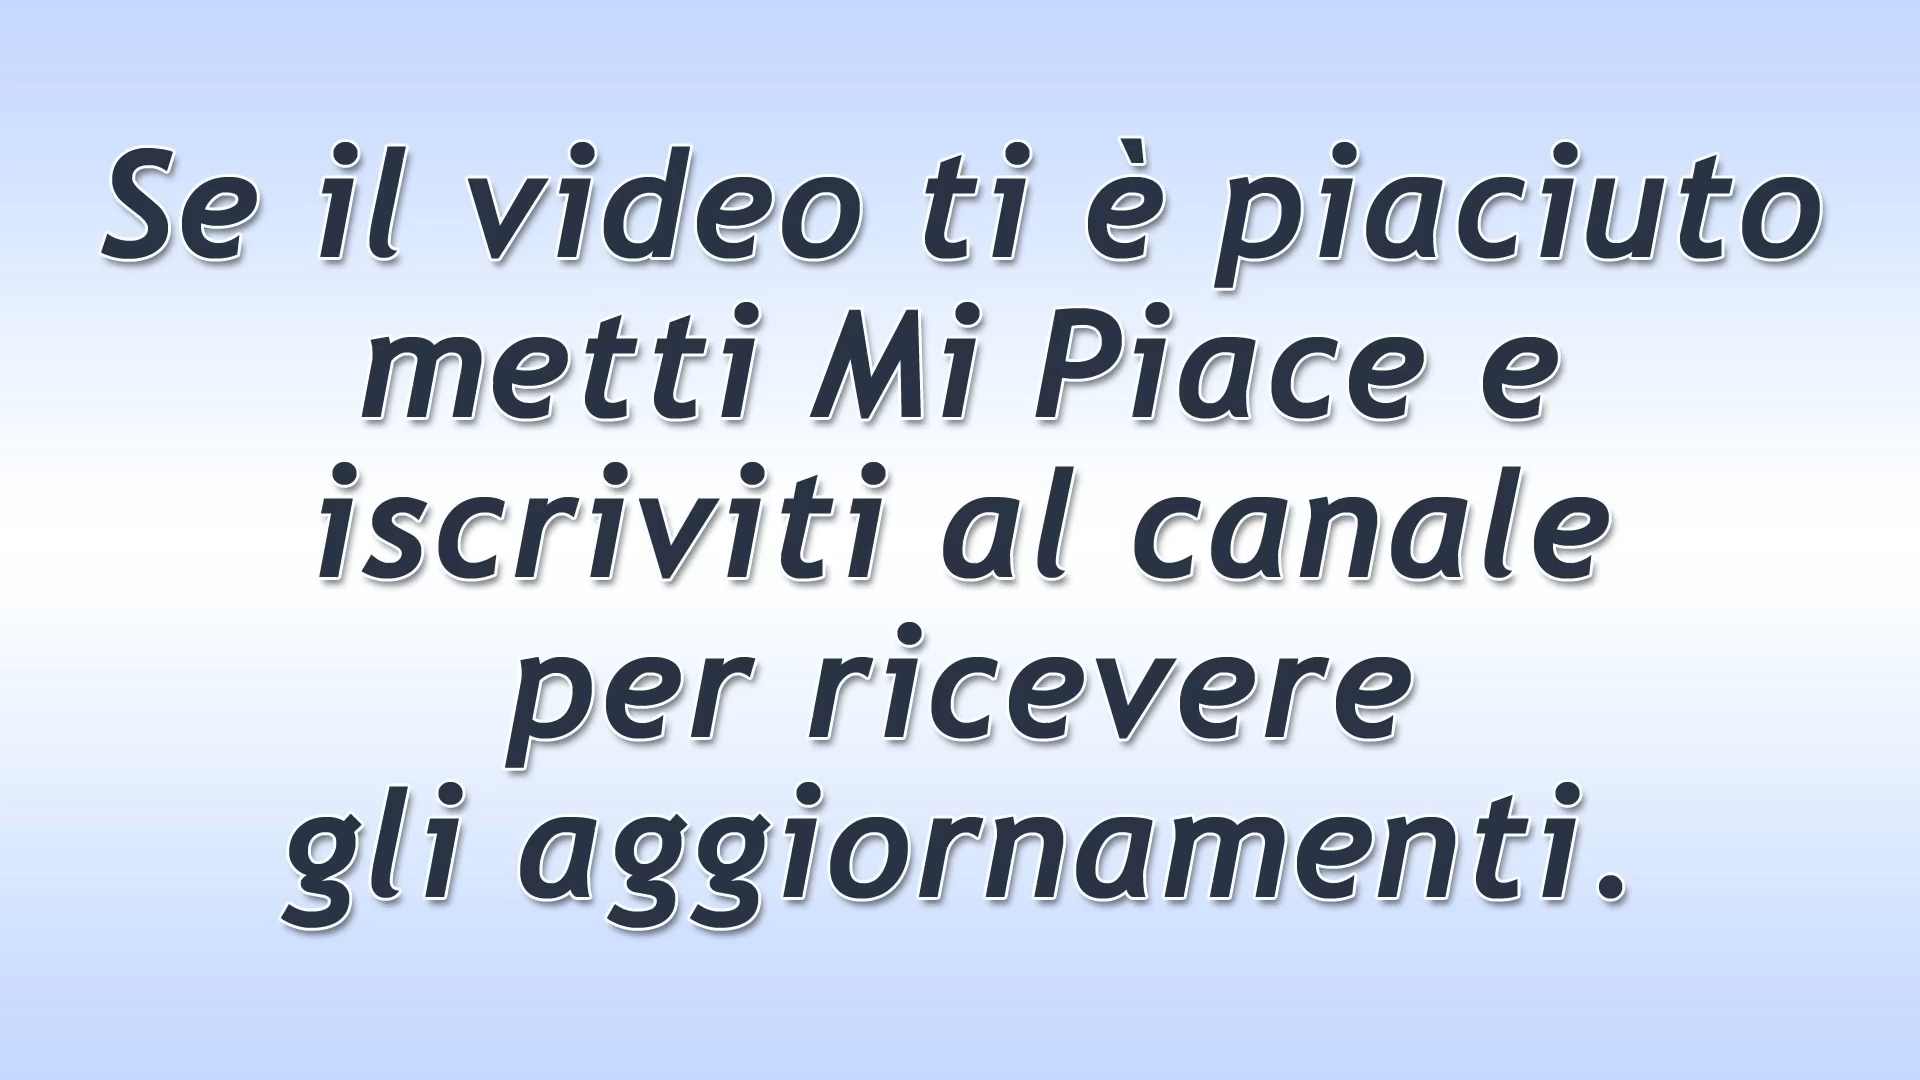 Se il video ti è piaciuto
metti Mi Piace e
iscriviti al canale
per ricevere
gli aggiornamenti.